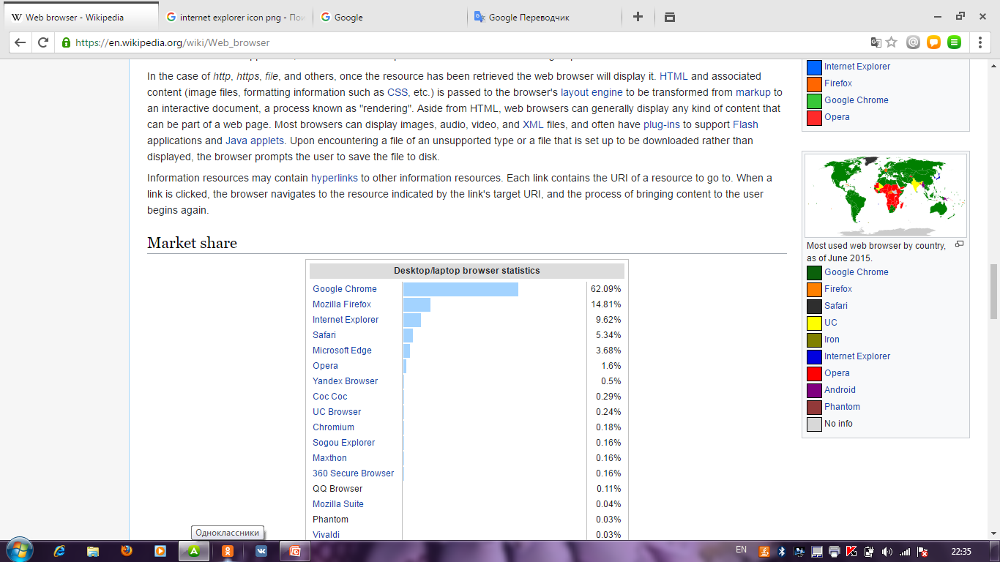 Web browser - Wikipedia
internet explorer icon png - Пои
Google
Google Переводчик
https://en.wikipedia.org/wiki/Web_browser
In the case of http, https, file, and others, once the resource has been retrieved the web browser will display it. HTML and associated
content (image files, formatting information such as CSS, etc.) is passed to the browser's layout engine to be transformed from markup to
an interactive document, a process known as "rendering". Aside from HTML, web browsers can generally display any kind of content that
can be part of a web page. Most browsers can display images, audio, video, and XML files, and often have plug-ins to support Flash
applications and Java applets. Upon encountering a file of an unsupported type or a file that is set up to be downloaded rather than
displayed, the browser prompts the user to save the file to disk.
Information resources may contain hyperlinks to other information resources. Each link contains the URI of a resource to go to. When a
link is clicked, the browser navigates to the resource indicated by the link's target URI, and the process of bringing content to the user
begins again.
Market share
Desktop/laptop browser statistics
Google Chrome 62.09%
Mozilla Firefox 14.81%
Internet Explorer 9.62%
Safari 5.34%
Microsoft Edge 3.68%
Opera 1.6%
Yandex Browser 0.5%
Coc Coc 0.29%
UC Browser 0.24%
Chromium 0.18%
Sogou Explorer 0.16%
Maxthon 0.16%
360 Secure Browser 0.16%
QQ Browser 0.11%
Mozilla Suite 0.04%
Phantom 0.03%
Vivaldi 0.03%
Internet Explorer
Firefox
Google Chrome
Opera
Most used web browser by country,
as of June 2015.
Google Chrome
Firefox
Safari
UC
Iron
Internet Explorer
Opera
Android
Phantom
No info
Одноклассники
EN
22:35